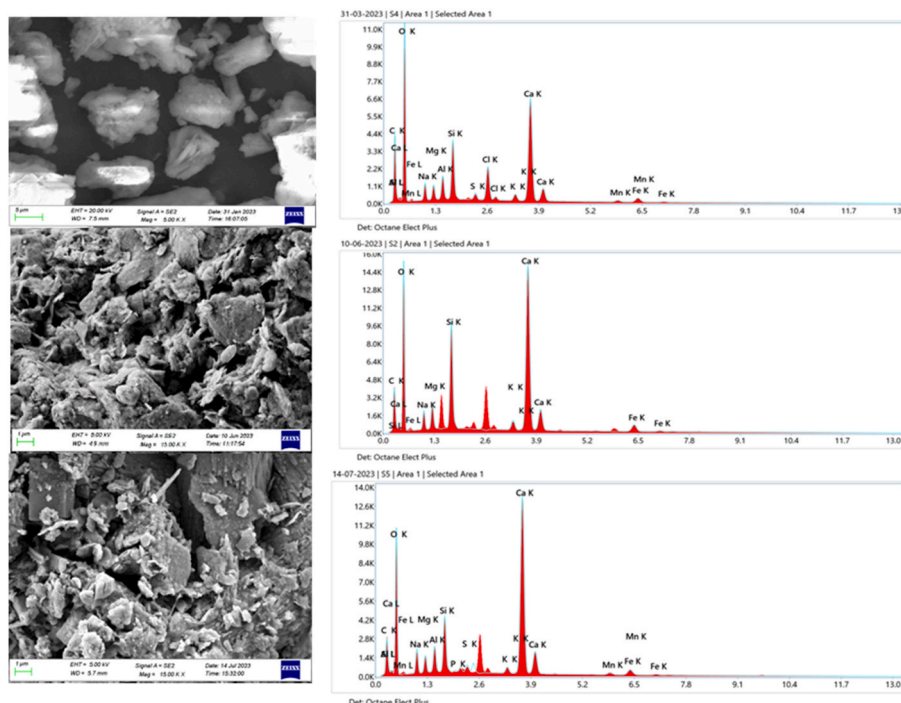 31-03-2023 | S4 | Area 1 | Selected Area 1
11.0K
9.9K
8.8K
7.7K
6.6K
5.5K
4.4K
3.3K
2.2K
1.1K
0.0K
O K
C K
Ca L
Fe L
Al L
Mn L
Na K
Mg K
Al K
Si K
S K
Cl K
Cl K
K K
K K
Ca K
Ca K
Mn K
Mn K
Fe K
Fe K
0.0 1.3 2.6 3.9 5.2 6.5 7.8 9.1 10.4 11.7 13.0
Det: Octane Elect Plus
5 µm
EHT = 20.00 kV Signal A = SE2 Date: 31 Jan 2023
WD = 7.5 mm Mag = 5.00 K X Time: 16:07:05
ZEISS
10-06-2023 | S2 | Area 1 | Selected Area 1
16.0K
14.4K
12.8K
11.2K
9.6K
8.0K
6.4K
4.8K
3.2K
1.6K
0.0K
O K
C K
Ca L
Fe L
Na K
Mg K
Si K
K K
K K
Ca K
Ca K
Fe K
Fe K
0.0 1.3 2.6 3.9 5.2 6.5 7.8 9.1 10.4 11.7 13.0
Det: Octane Elect Plus
1 µm
EHT = 5.00 kV Signal A = SE2 Date: 10 Jun 2023
Mag = 15.00 K X Time: 11:17:54
ZEISS
14-07-2023 | S5 | Area 1 | Selected Area 1
14.0K
12.6K
11.2K
9.8K
8.4K
7.0K
5.6K
4.2K
2.8K
1.4K
0.0K
O K
Ca L
C K
Fe L
Al L
Mn L
Na K
Mg K
Al K
Si K
P K
S K
K K
K K
Ca K
Ca K
Mn K
Mn K
Fe K
Fe K
0.0 1.3 2.6 3.9 5.2 6.5 7.8 9.1 10.4 11.7 13.0
Det: Octane Elect Plus
1 µm
EHT = 5.00 kV Signal A = SE2 Date: 14 Jul 2023
WD = 5.7 mm Mag = 15.00 K X Time: 15:32:00
ZEISS